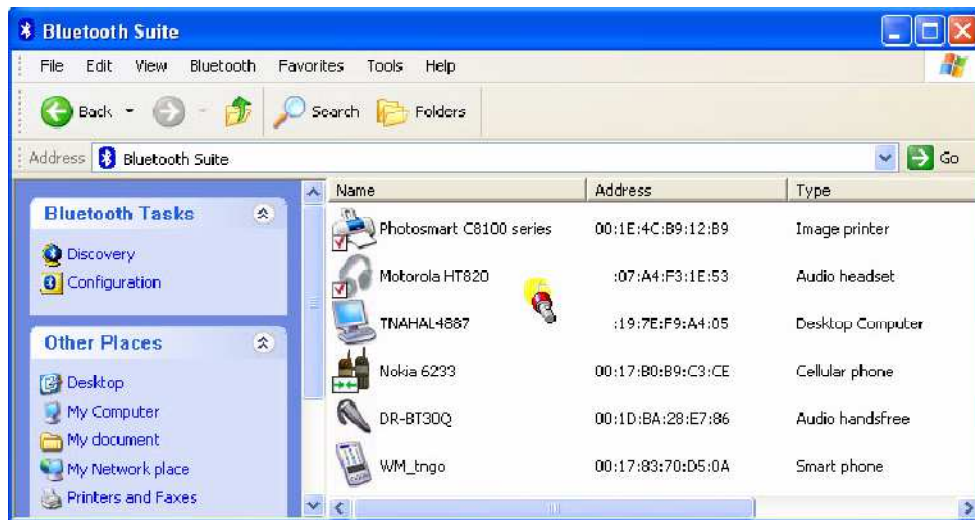 Bluetooth Suite
File Edit View Bluetooth Favorites Tools Help
Back Search Folders
Address Bluetooth Suite Go
Name Address Type
Bluetooth Tasks
Discovery
Configuration
Other Places
Desktop
My Computer
My document
My Network place
Printers and Faxes
Photosmart C8100 series 00:1E:4C:B9:12:B9 Image printer
Motorola HT820 :07:A4:F3:1E:53 Audio headset
TNAHAL4887 :19:7E:F9:A4:05 Desktop Computer
Nokia 6233 00:17:B0:B9:C3:CE Cellular phone
DR-BT30Q 00:1D:BA:28:E7:86 Audio handsfree
WM_tngo 00:17:83:70:D5:0A Smart phone